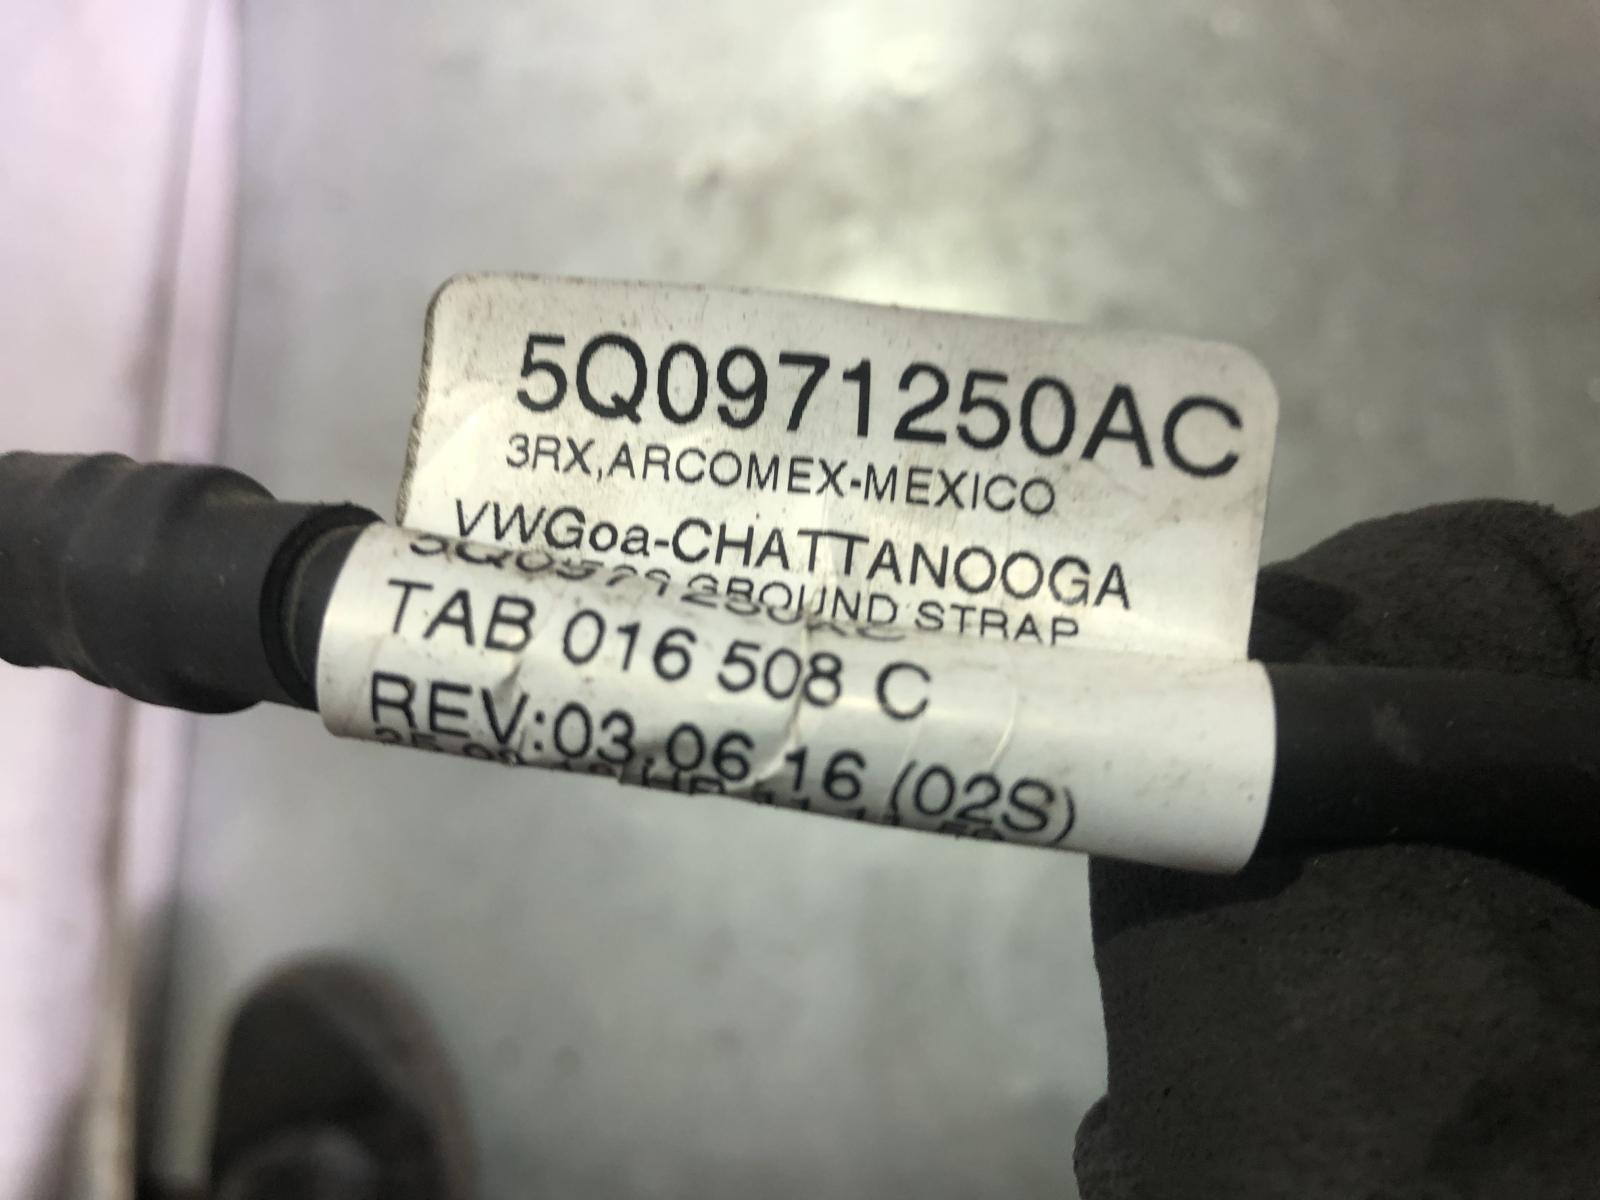 5Q0971250AC
3RX,ARCOMEX-MEXICO
VWGoa-CHATTANOOGA
GROUND STRAP
TAB 016 508 C
REV:03.06.16 (02S)